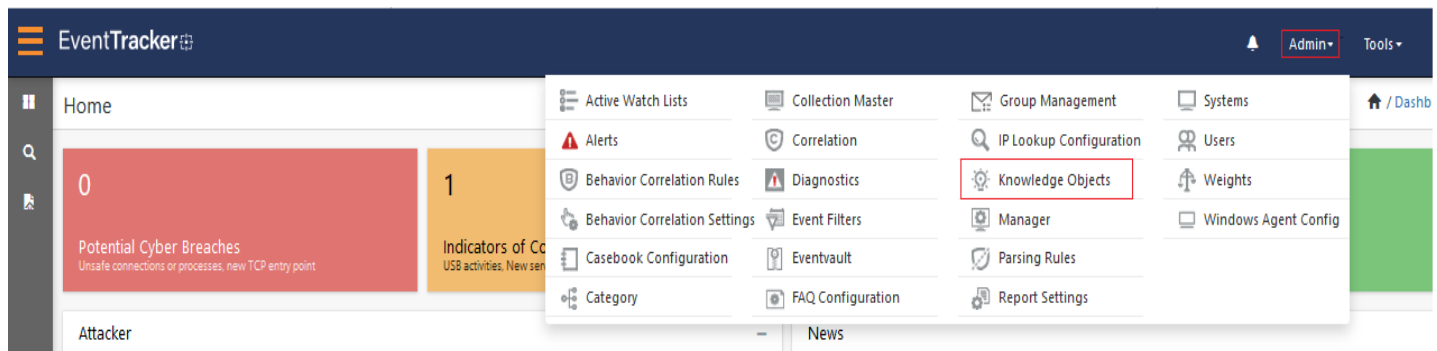 EventTracker
Admin
Tools
Home
/ Dashb
Active Watch Lists
Collection Master
Group Management
Systems
Alerts
Correlation
IP Lookup Configuration
Users
Behavior Correlation Rules
Diagnostics
Knowledge Objects
Weights
Behavior Correlation Settings
Event Filters
Manager
Windows Agent Config
Casebook Configuration
Eventvault
Parsing Rules
Category
FAQ Configuration
Report Settings
0
Potential Cyber Breaches
Unsafe connections or processes, new TCP entry point
1
Indicators of Co
USB activities, New sen
Attacker
News